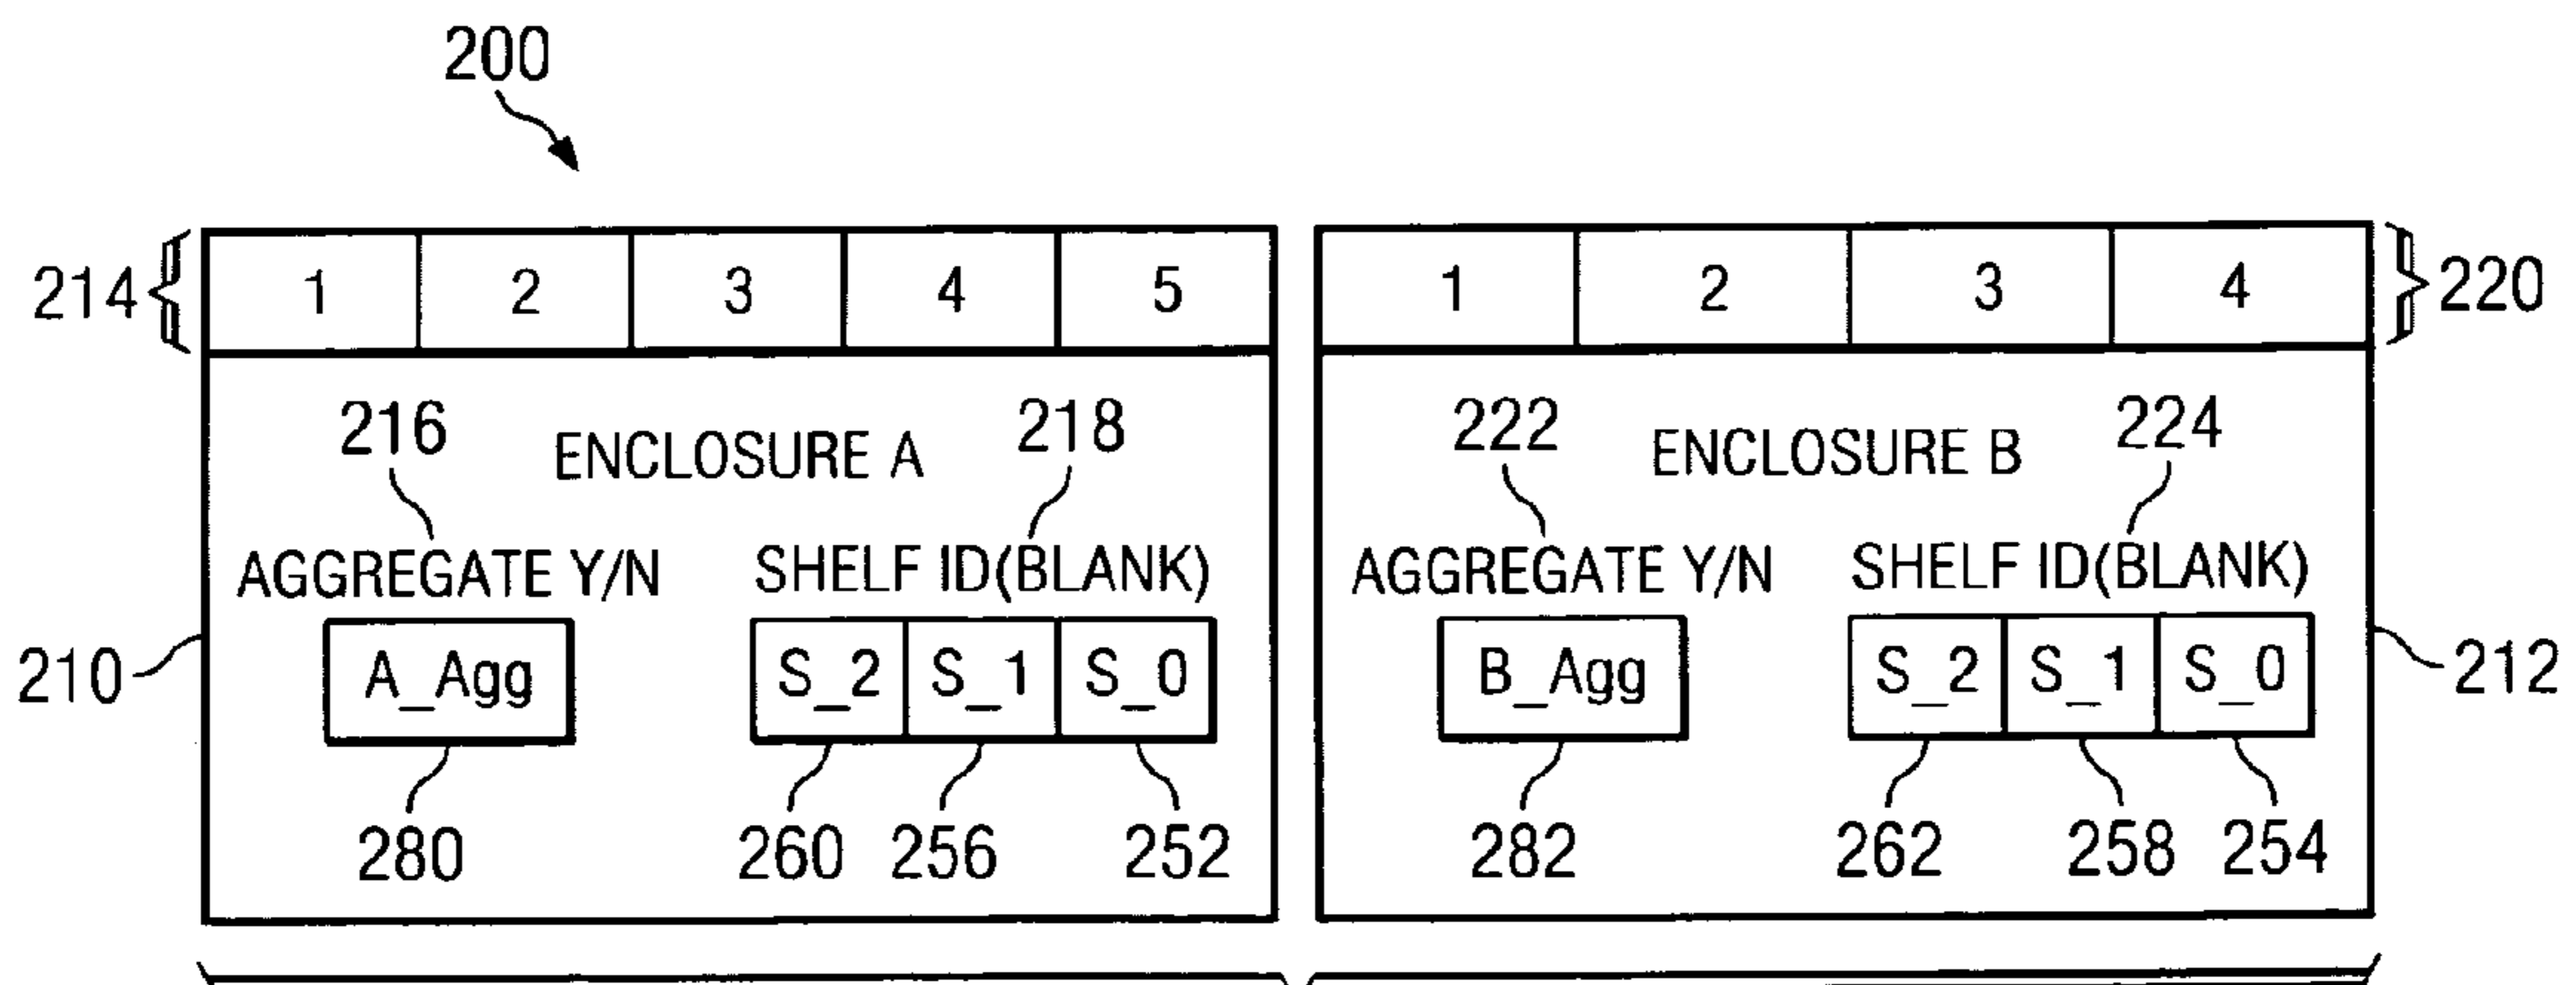 200
214 1 2 3 4 5 1 2 3 4 220
216 218 222 224
ENCLOSURE A ENCLOSURE B
AGGREGATE Y/N SHELF ID(BLANK) AGGREGATE Y/N SHELF ID(BLANK)
210 A_Agg S_2 S_1 S_0 B_Agg S_2 S_1 S_0 212
280 260 256 252 282 262 258 254